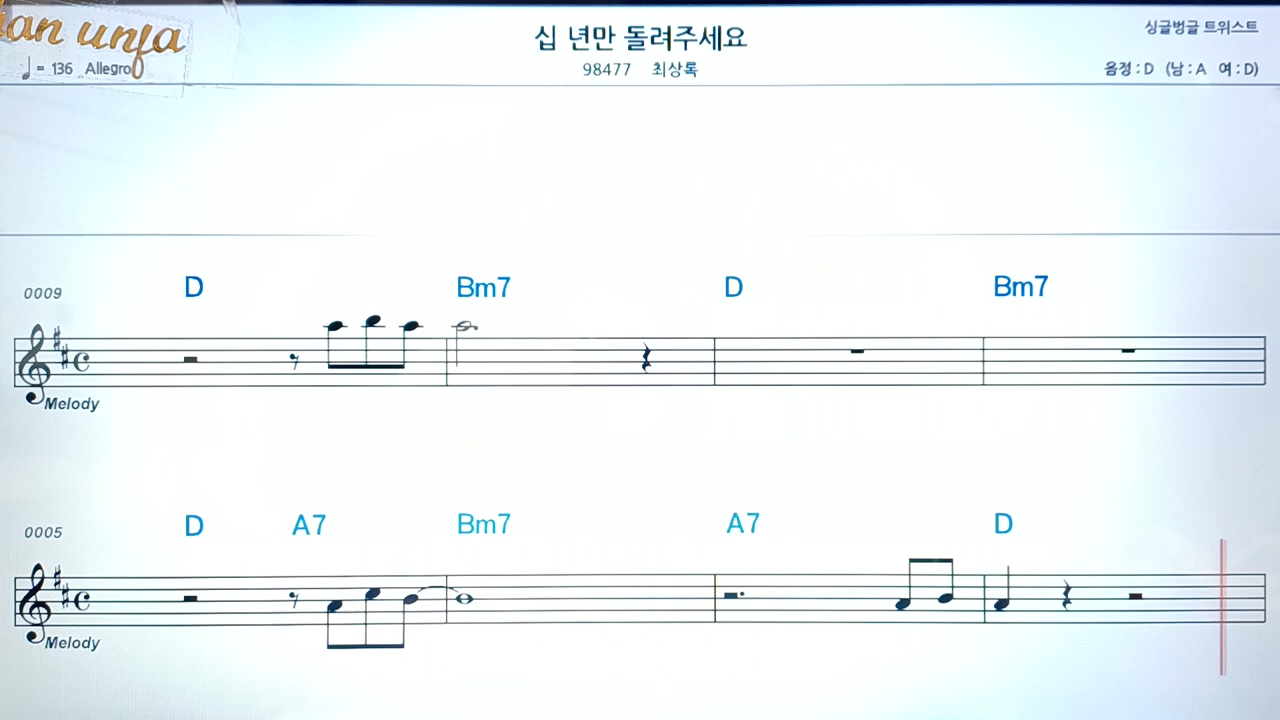 an unja
십 년만 돌려주세요
싱글벙글 트위스트
♩ = 136 Allegro
98477 최상록
음정 : D (남 : A 여 : D)
0009 D Bm7 D Bm7
Melody
0005 D A7 Bm7 A7 D
Melody